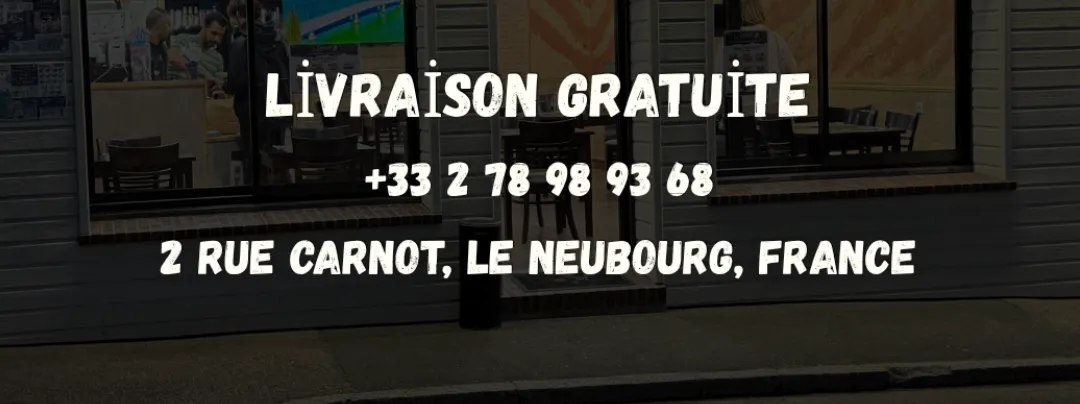 LİVRAİSON GRATUİTE
+33 2 78 98 93 68
2 RUE CARNOT, LE NEUBOURG, FRANCE